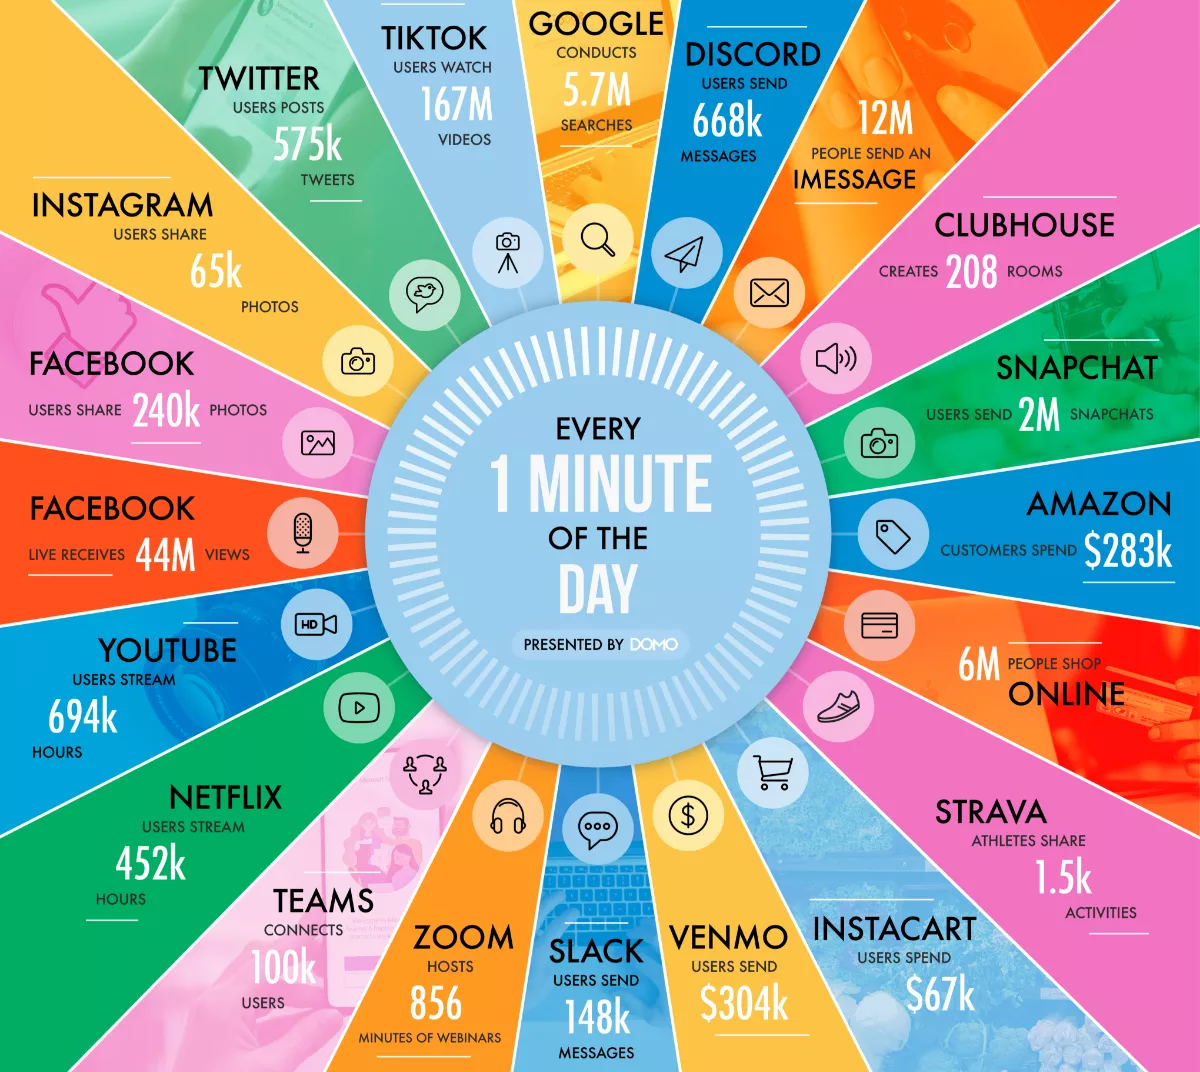 EVERY
1 MINUTE
OF THE
DAY
PRESENTED BY DOMO
GOOGLE
CONDUCTS
5.7M
SEARCHES
DISCORD
USERS SEND
668k
MESSAGES
12M
PEOPLE SEND AN
IMESSAGE
CLUBHOUSE
CREATES 208 ROOMS
SNAPCHAT
USERS SEND 2M SNAPCHATS
AMAZON
CUSTOMERS SPEND $283k
6M PEOPLE SHOP
ONLINE
STRAVA
ATHLETES SHARE
1.5k
ACTIVITIES
INSTACART
USERS SPEND
$67k
VENMO
USERS SEND
$304k
SLACK
USERS SEND
148k
MESSAGES
ZOOM
HOSTS
856
MINUTES OF WEBINARS
TEAMS
CONNECTS
100k
USERS
NETFLIX
USERS STREAM
452k
HOURS
YOUTUBE
USERS STREAM
694k
HOURS
HD
FACEBOOK
LIVE RECEIVES 44M VIEWS
FACEBOOK
USERS SHARE 240k PHOTOS
INSTAGRAM
USERS SHARE
65k
PHOTOS
TWITTER
USERS POSTS
575k
TWEETS
TIKTOK
USERS WATCH
167M
VIDEOS
$